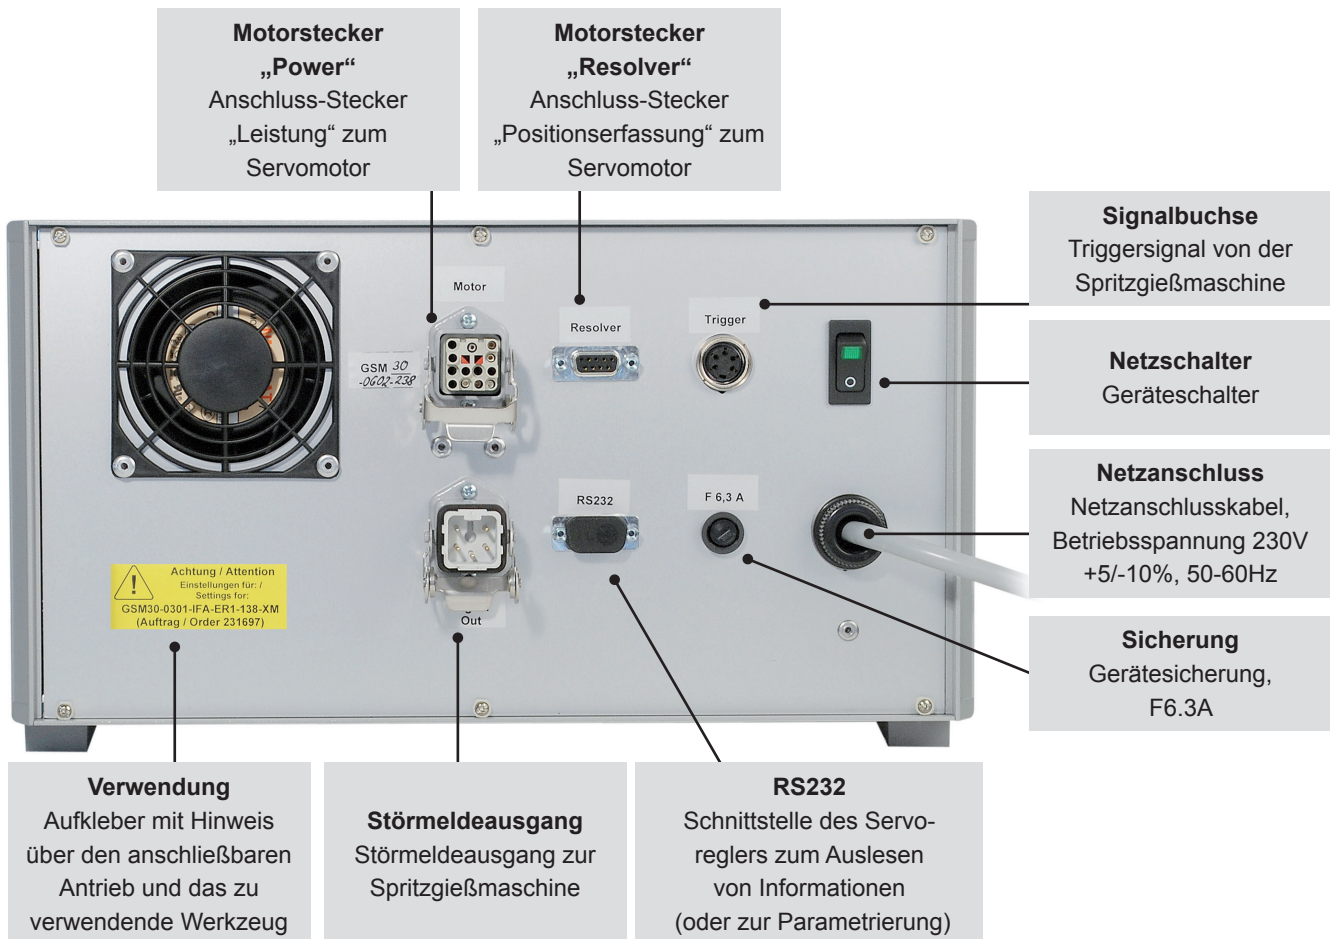 Motorstecker
„Power“
Anschluss-Stecker
„Leistung“ zum
Servomotor
Motorstecker
„Resolver“
Anschluss-Stecker
„Positionserfassung“ zum
Servomotor
Signalbuchse
Triggersignal von der
Spritzgießmaschine
Netzschalter
Geräteschalter
Netzanschluss
Netzanschlusskabel,
Betriebsspannung 230V
+5/-10%, 50-60Hz
Sicherung
Gerätesicherung,
F6.3A
Motor
Resolver
Trigger
GSM 30
-0602-238
RS232
F 6,3 A
Out
Achtung / Attention
Einstellungen für: /
Settings for:
GSM30-0301-IFA-ER1-138-XM
(Auftrag / Order 231697)
Verwendung
Aufkleber mit Hinweis
über den anschließbaren
Antrieb und das zu
verwendende Werkzeug
Störmeldeausgang
Störmeldeausgang zur
Spritzgießmaschine
RS232
Schnittstelle des Servo-
reglers zum Auslesen
von Informationen
(oder zur Parametrierung)